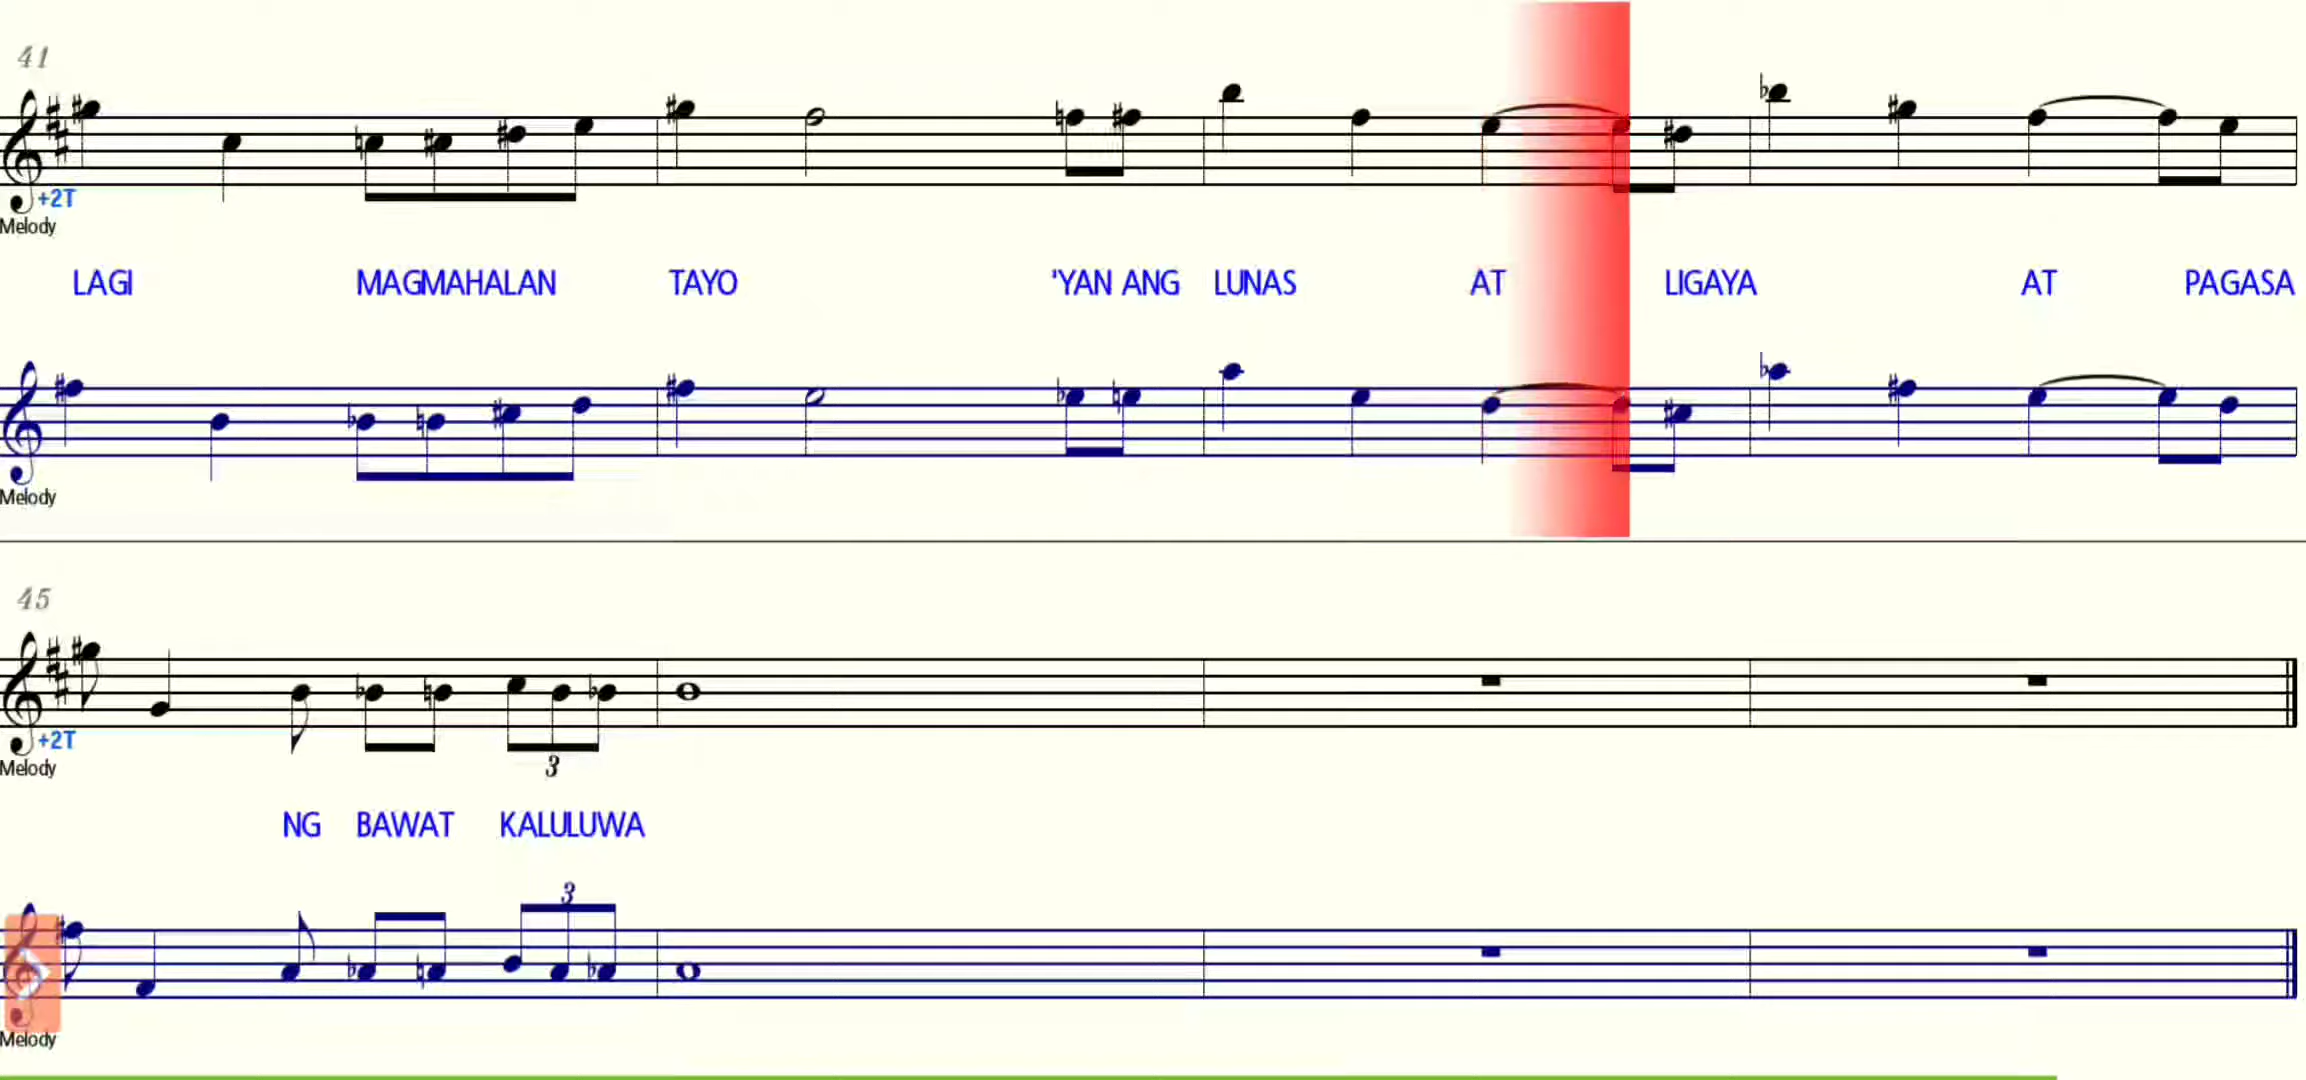 41
+2T
Melody
LAGI MAGMAHALAN TAYO 'YAN ANG LUNAS AT LIGAYA AT PAGASA
Melody
45
+2T
Melody
3
NG BAWAT KALULUWA
3
Melody